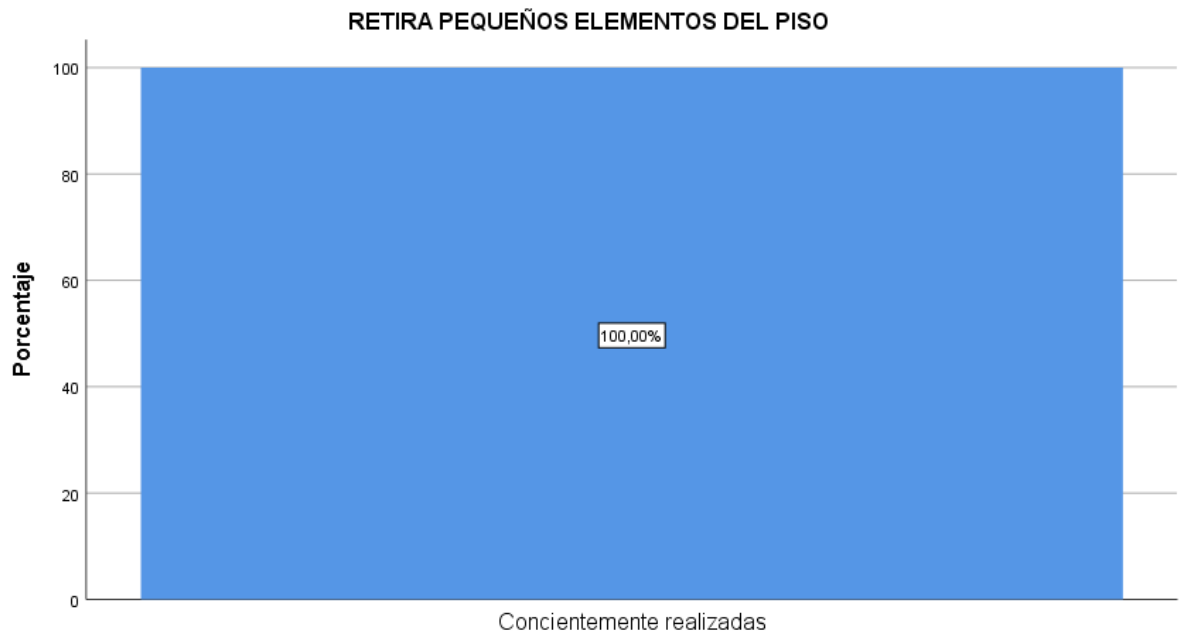 RETIRA PEQUEÑOS ELEMENTOS DEL PISO
Porcentaje
100
80
60
40
20
0
100,00%
Concientemente realizadas